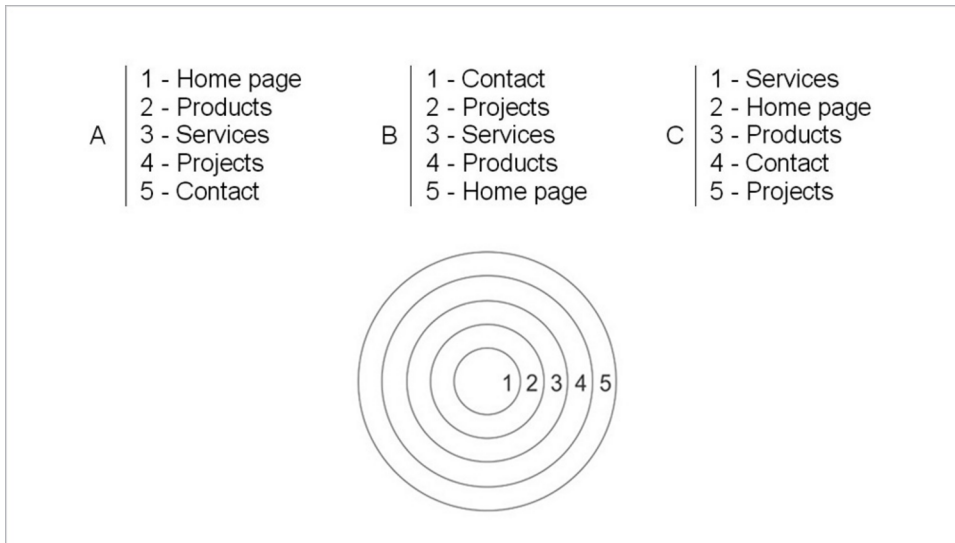 A
1 - Home page
2 - Products
3 - Services
4 - Projects
5 - Contact
B
1 - Contact
2 - Projects
3 - Services
4 - Products
5 - Home page
C
1 - Services
2 - Home page
3 - Products
4 - Contact
5 - Projects
1 2 3 4 5